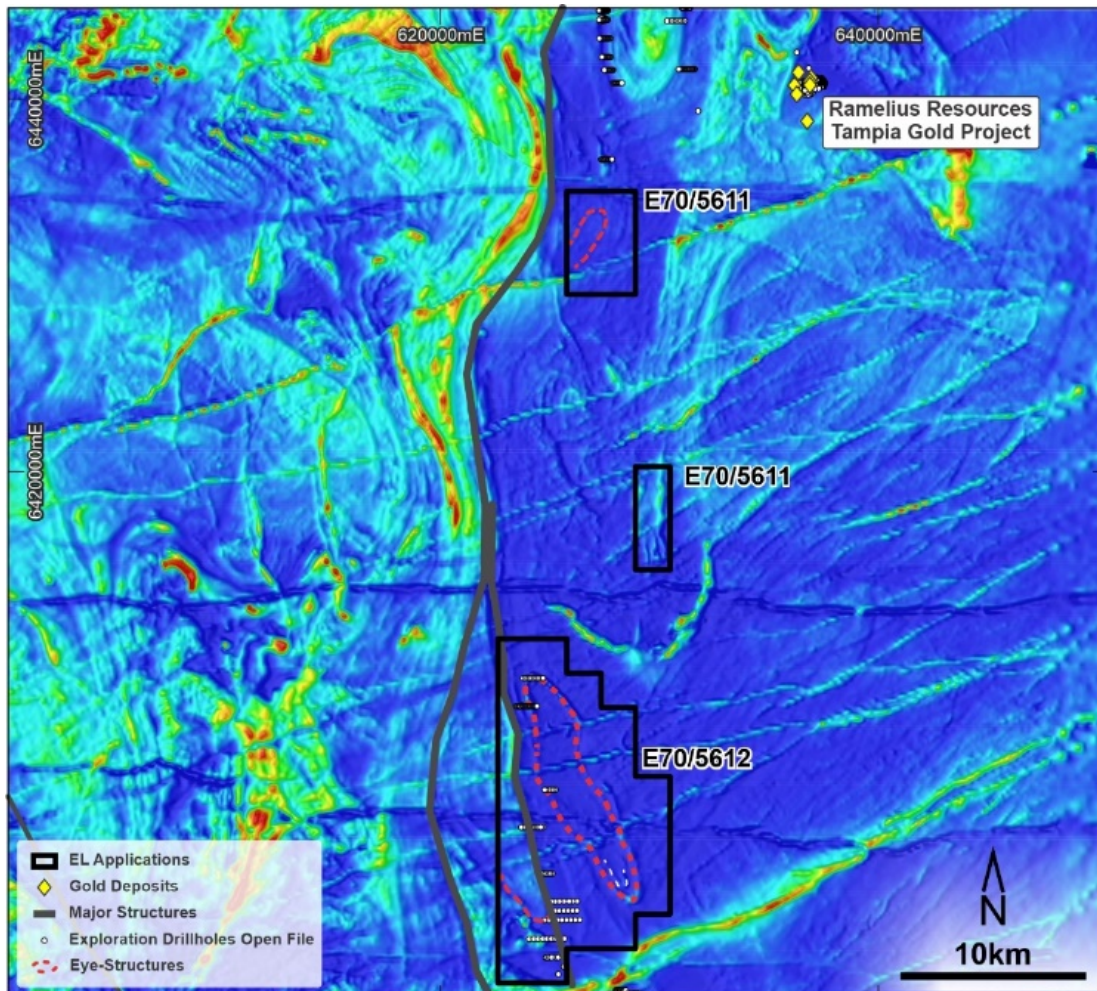 620000mE
640000mE
6440000mE
Ramelius Resources
Tampia Gold Project
E70/5611
6420000mE
E70/5611
E70/5612
EL Applications
Gold Deposits
Major Structures
Exploration Drillholes Open File
Eye-Structures
N
10km